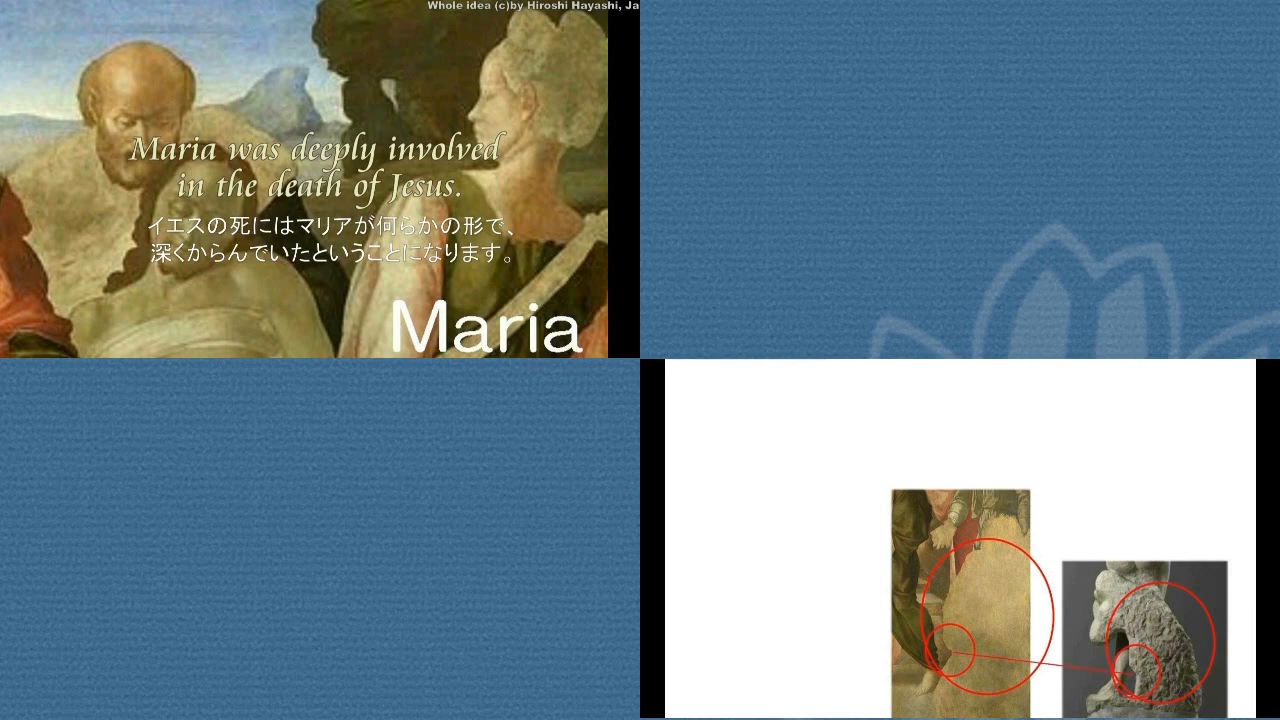 Whole idea (c)by Hiroshi Hayashi, Ja
Maria was deeply involved
in the death of Jesus.
イエスの死にはマリアが何らかの形で、
深くからんでいたということになります。
Maria